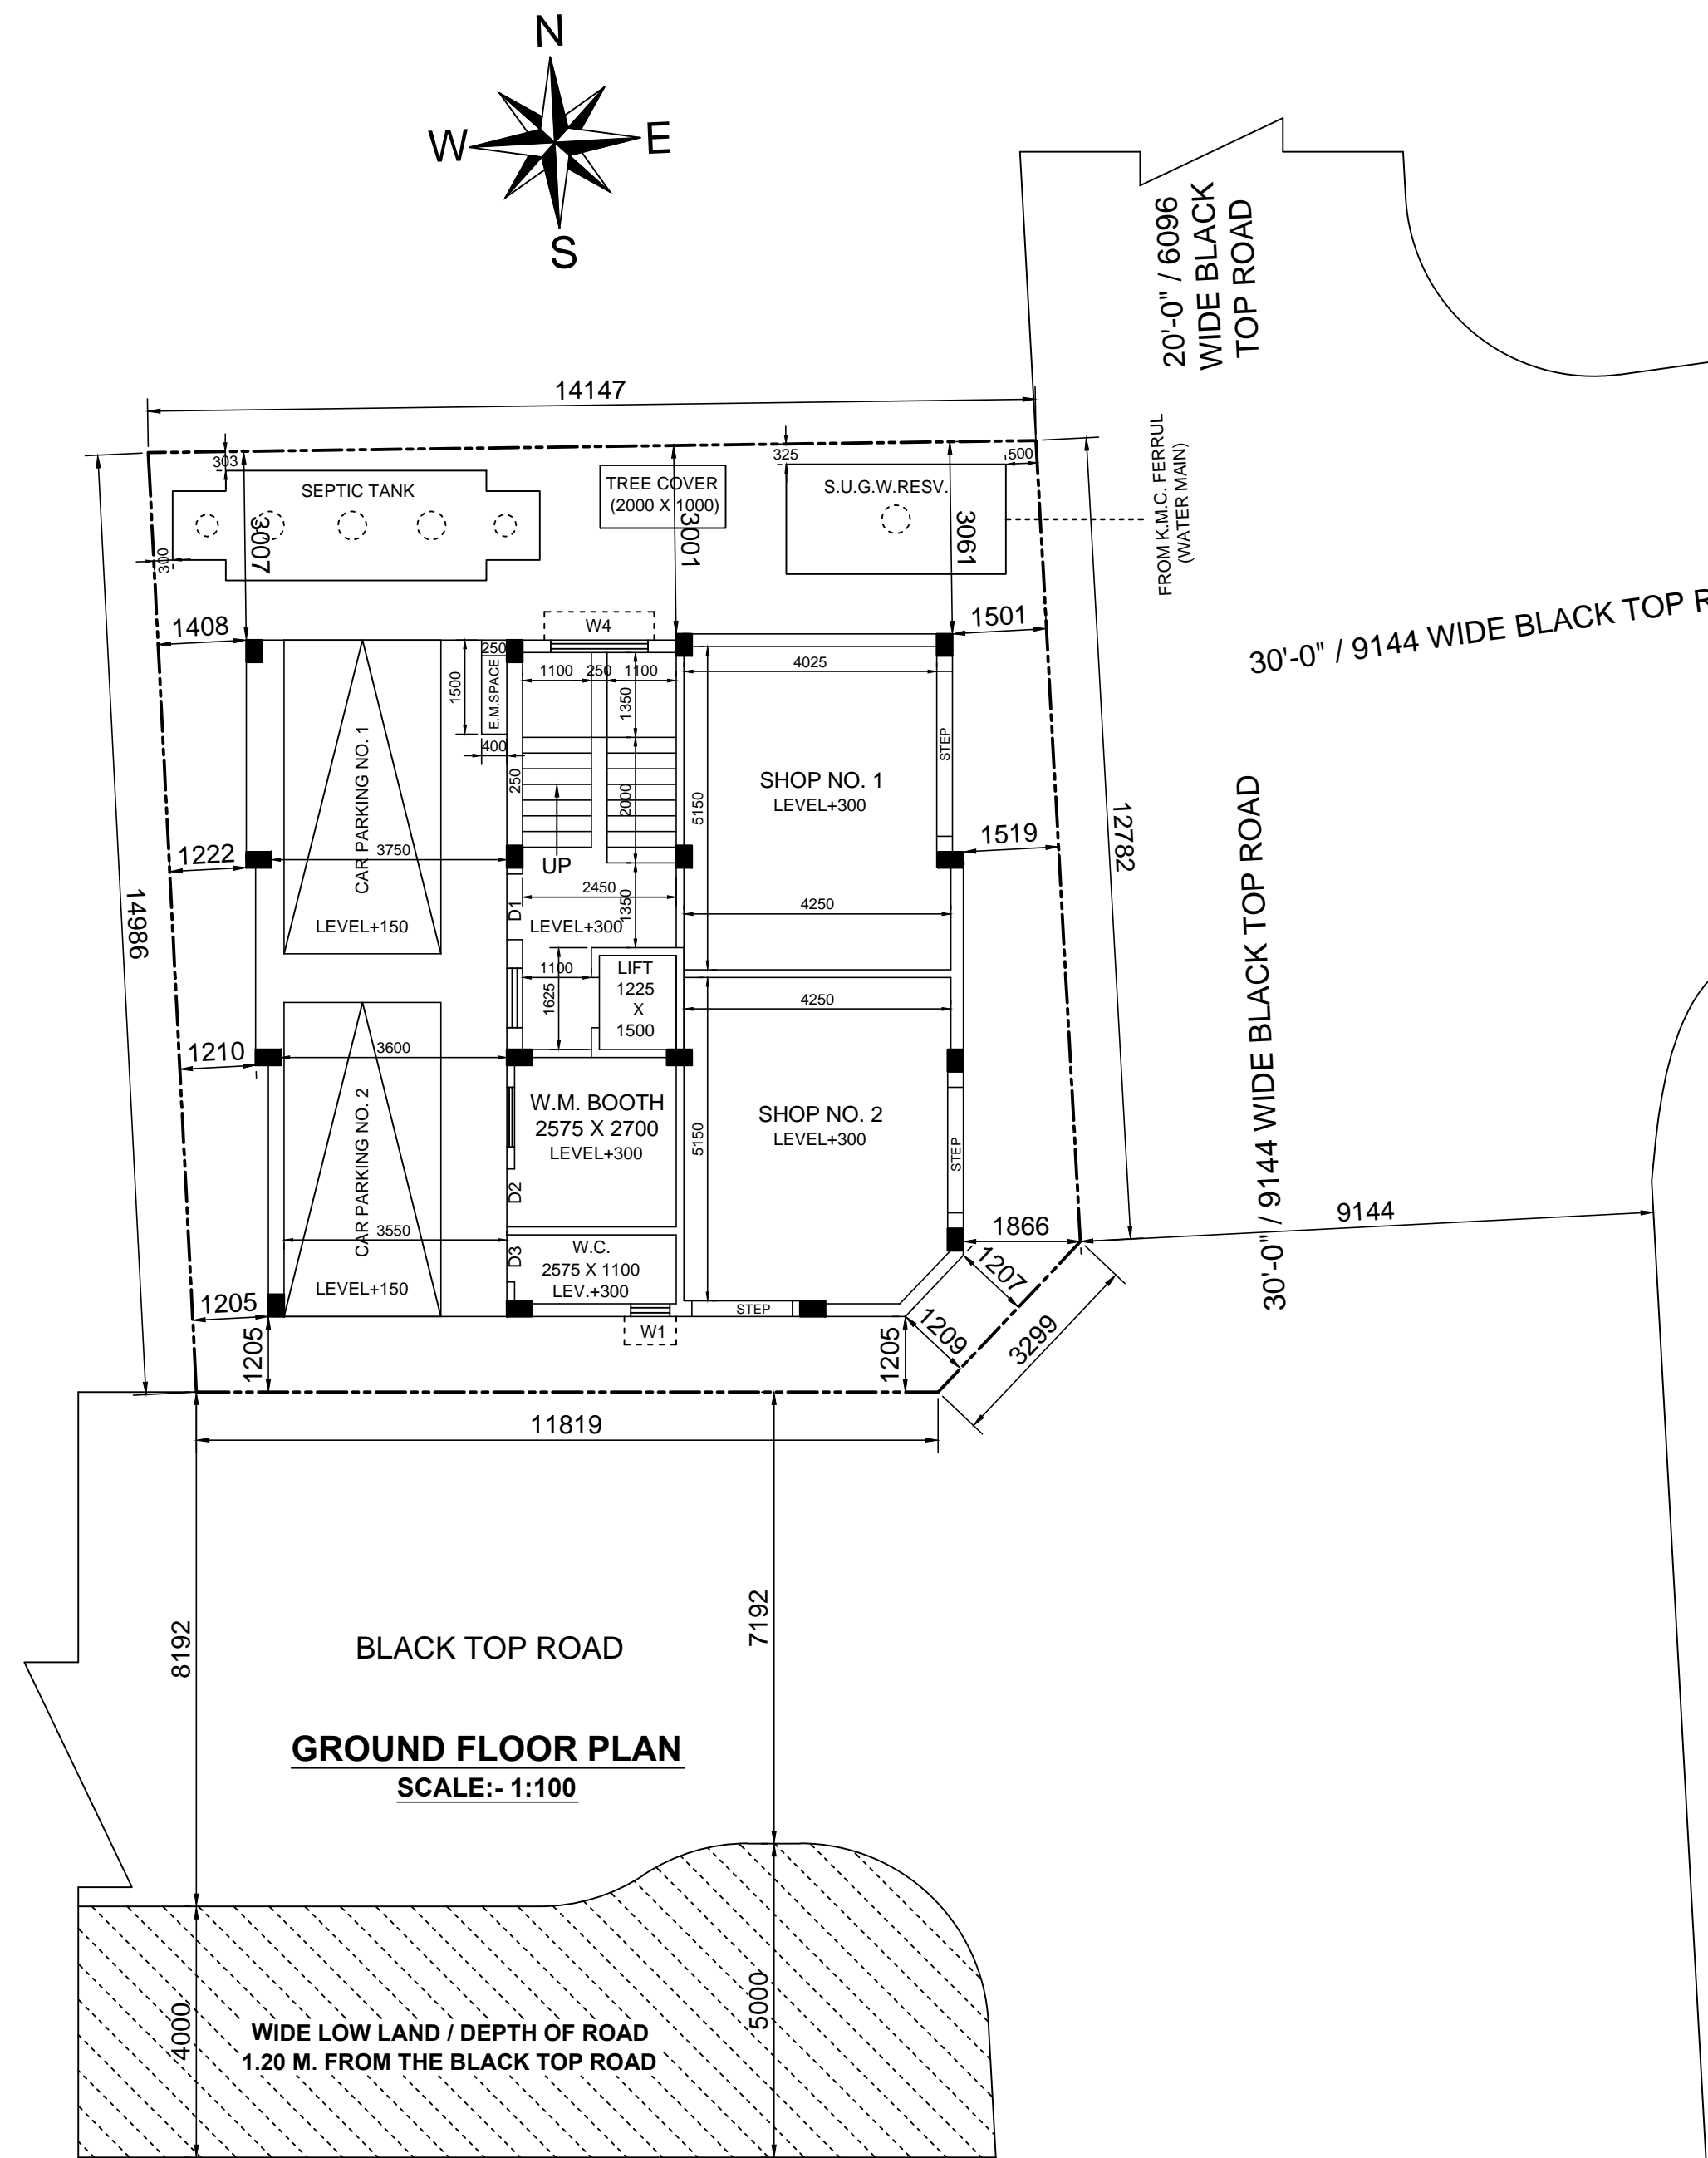 N
W
E
S
20'-0" / 6096
WIDE BLACK
TOP ROAD
14147
303
325
500
SEPTIC TANK
TREE COVER
(2000 X 1000)
S.U.G.W.RESV.
FROM K.M.C. FERRUL
(WATER MAIN)
3007
3001
3061
300
1408
W4
1501
30'-0" / 9144 WIDE BLACK TOP R
250
1100
250
1100
4025
1500
E.M.SPACE
1350
400
STEP
CAR PARKING NO. 1
250
2000
SHOP NO. 1
LEVEL+300
5150
12782
30'-0" / 9144 WIDE BLACK TOP ROAD
1222
3750
UP
1519
14986
2450
1350
4250
LEVEL+150
D1
LEVEL+300
1100
1625
LIFT
1225
X
1500
4250
1210
3600
CAR PARKING NO. 2
W.M. BOOTH
2575 X 2700
LEVEL+300
5150
SHOP NO. 2
LEVEL+300
STEP
D2
3550
1866
9144
D3
W.C.
2575 X 1100
LEV.+300
1207
LEVEL+150
1205
STEP
W1
1205
1205
1209
3299
11819
8192
7192
BLACK TOP ROAD
GROUND FLOOR PLAN
SCALE:- 1:100
4000
5000
WIDE LOW LAND / DEPTH OF ROAD
1.20 M. FROM THE BLACK TOP ROAD